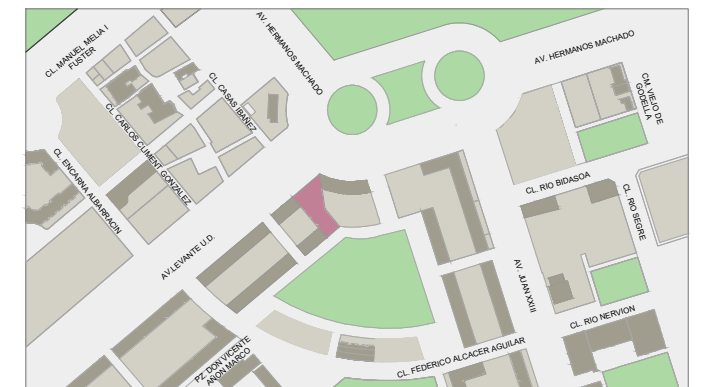 CL. MANUEL MELIA I
FUSTER
AV. HERMANOS MACHADO
AV. HERMANOS MACHADO
CL. CASAS IBAÑEZ
CM. VIEJO DE
GODELLA
CL. CARLOS CLIMENT GONZALEZ
CL. ENCARNA ALBARRACIN
CL. RIO BIDASOA
CL. RIO SEGRE
AV.LEVANTE U.D.
AV. JUAN XXIII
CL. RIO NERVION
PZ. DON VICENTE
AÑON MARCO
CL. FEDERICO ALCACER AGUILAR